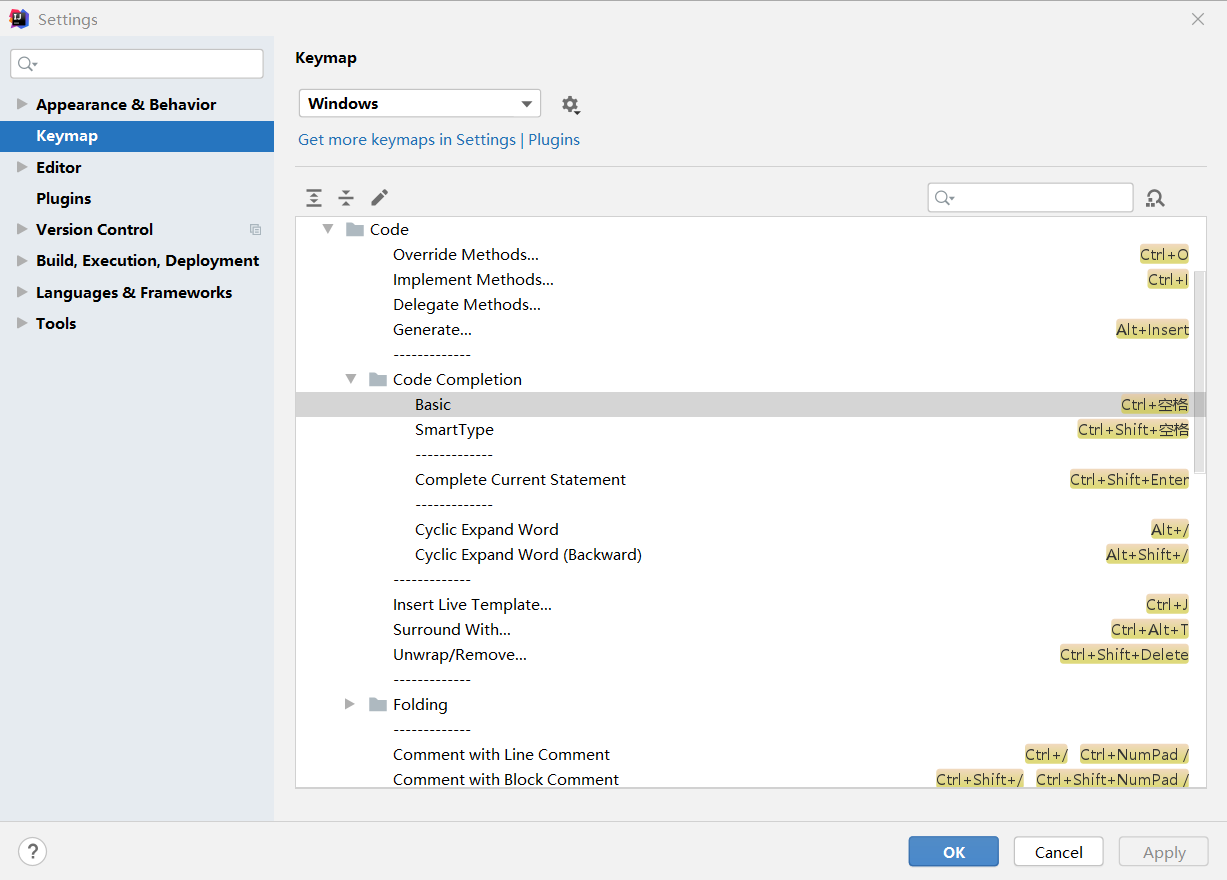 Settings
Keymap
Appearance & Behavior
Keymap
Editor
Plugins
Version Control
Build, Execution, Deployment
Languages & Frameworks
Tools
Windows
Get more keymaps in Settings | Plugins
Code
Override Methods... Ctrl+O
Implement Methods... Ctrl+I
Delegate Methods...
Generate... Alt+Insert
-------------
Code Completion
Basic Ctrl+空格
SmartType Ctrl+Shift+空格
-------------
Complete Current Statement Ctrl+Shift+Enter
-------------
Cyclic Expand Word Alt+/
Cyclic Expand Word (Backward) Alt+Shift+/
-------------
Insert Live Template... Ctrl+J
Surround With... Ctrl+Alt+T
Unwrap/Remove... Ctrl+Shift+Delete
-------------
Folding
-------------
Comment with Line Comment Ctrl+/ Ctrl+NumPad /
Comment with Block Comment Ctrl+Shift+/ Ctrl+Shift+NumPad /
? OK Cancel Apply